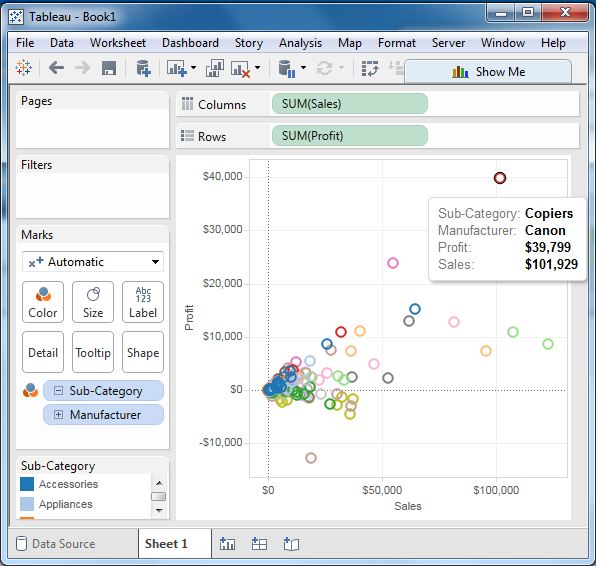 Tableau - Book1
File Data Worksheet Dashboard Story Analysis Map Format Server Window Help
Show Me
Pages
Columns SUM(Sales)
Rows SUM(Profit)
Filters
Marks
Automatic
Abc
123
Color Size Label
Detail Tooltip Shape
Sub-Category
Manufacturer
Sub-Category
Accessories
Appliances
$40,000
$30,000
$20,000
$10,000
$0
-$10,000
Profit
Sub-Category: Copiers
Manufacturer: Canon
Profit: $39,799
Sales: $101,929
$0 $50,000 $100,000
Sales
Data Source Sheet 1